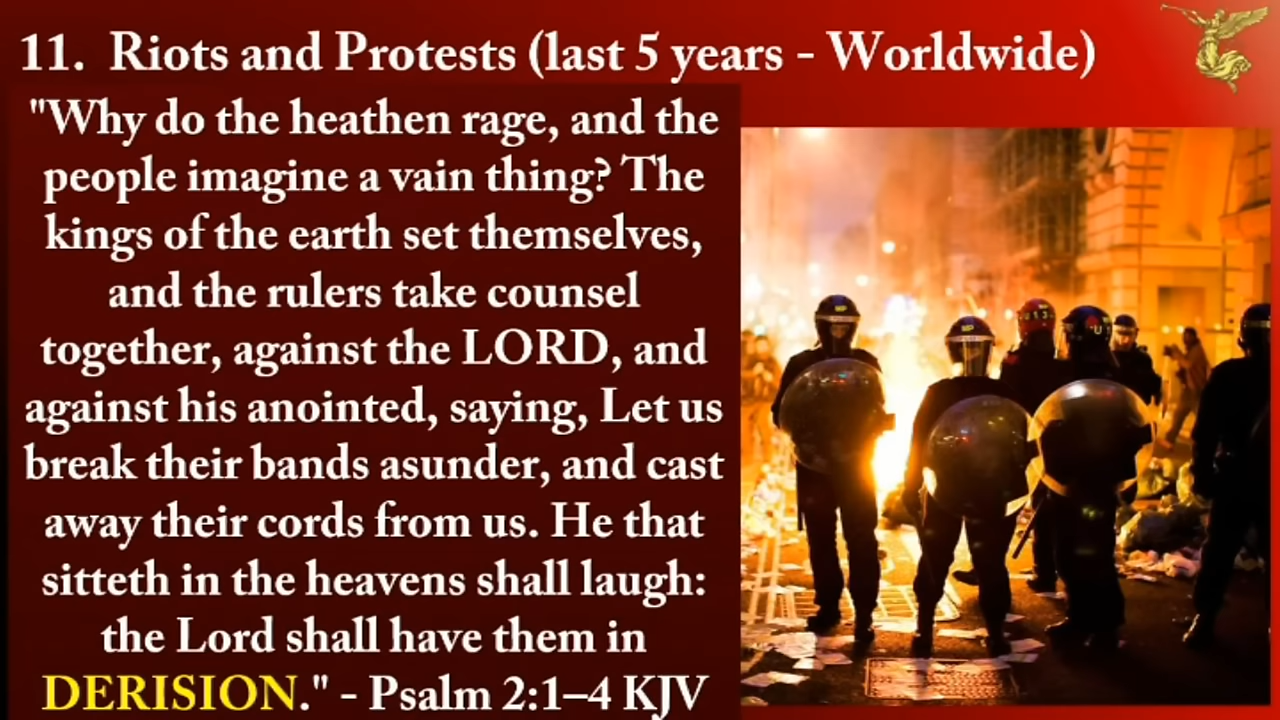 11. Riots and Protests (last 5 years - Worldwide)
"Why do the heathen rage, and the
people imagine a vain thing? The
kings of the earth set themselves,
and the rulers take counsel
together, against the LORD, and
against his anointed, saying, Let us
break their bands asunder, and cast
away their cords from us. He that
sitteth in the heavens shall laugh:
the Lord shall have them in
DERISION." - Psalm 2:1–4 KJV